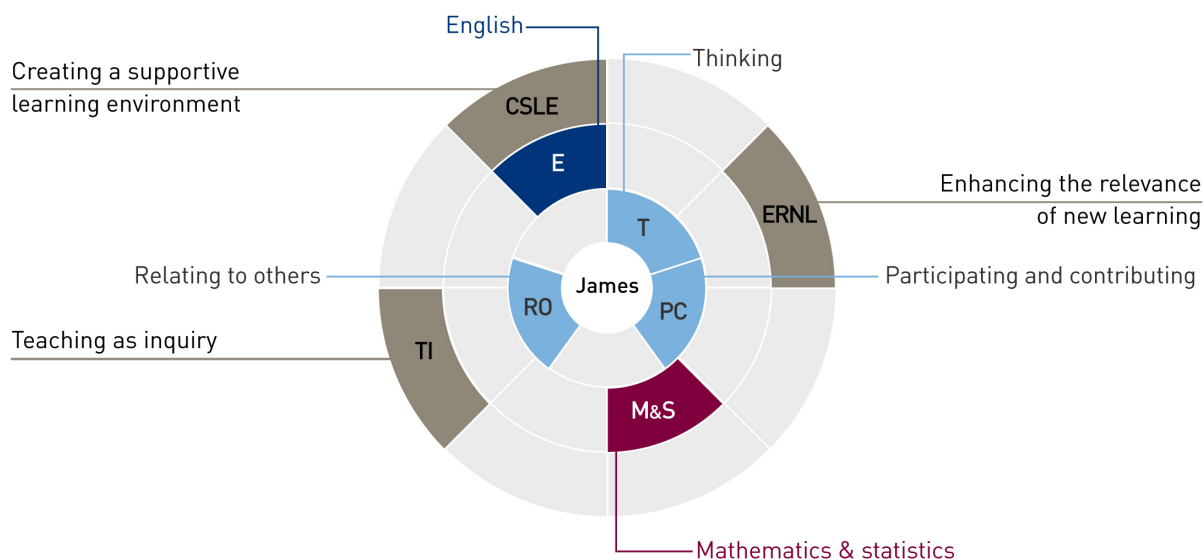 English
Thinking
Creating a supportive
learning environment
CSLE
E
Enhancing the relevance
of new learning
ERNL
T
Relating to others
James
Participating and contributing
RO
PC
Teaching as inquiry
TI
M&S
Mathematics & statistics